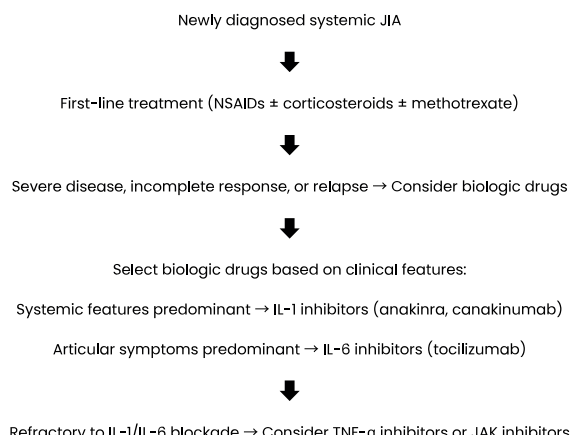 Newly diagnosed systemic JIA
First-line treatment (NSAIDs ± corticosteroids ± methotrexate)
Severe disease, incomplete response, or relapse → Consider biologic drugs
Select biologic drugs based on clinical features:
Systemic features predominant → IL-1 inhibitors (anakinra, canakinumab)
Articular symptoms predominant → IL-6 inhibitors (tocilizumab)
Refractory to IL-1/IL-6 blockade → Consider TNF-α inhibitors or JAK inhibitors